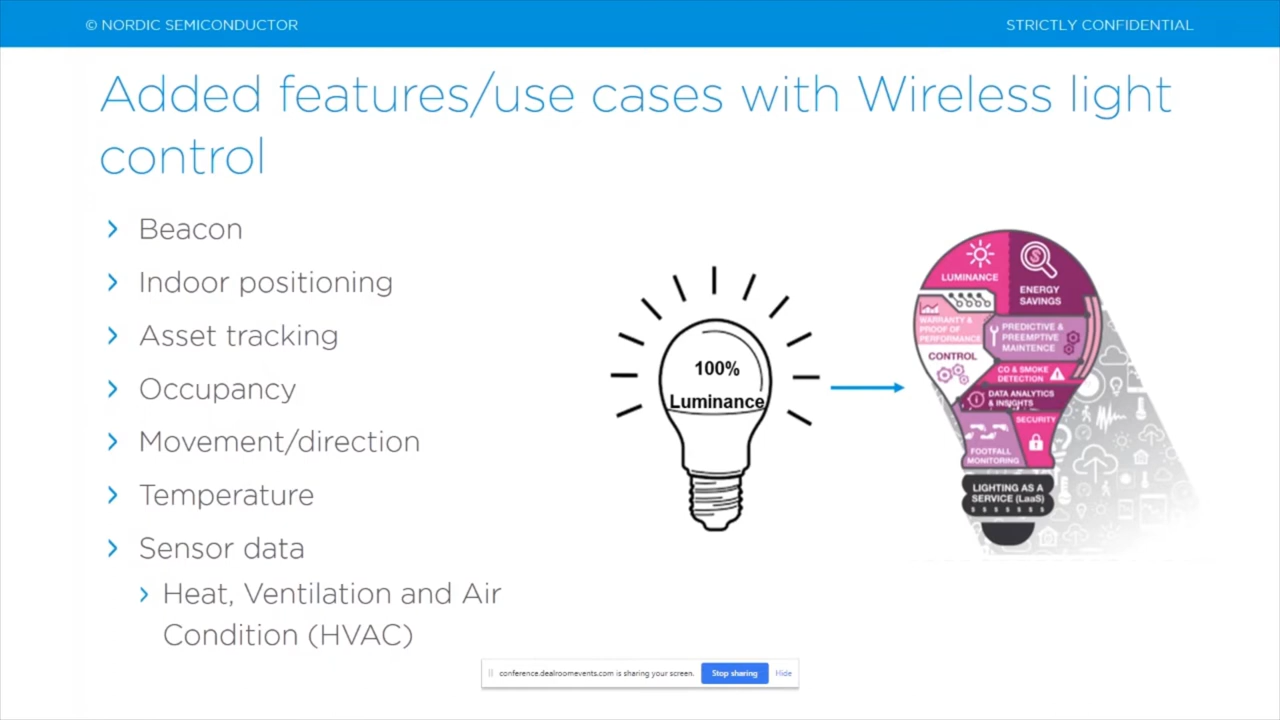 © NORDIC SEMICONDUCTOR
STRICTLY CONFIDENTIAL
Added features/use cases with Wireless light
control
Beacon
Indoor positioning
Asset tracking
Occupancy
Movement/direction
Temperature
Sensor data
Heat, Ventilation and Air
Condition (HVAC)
100%
Luminance
LUMINANCE
ENERGY
SAVINGS
WARRANTY &
PROOF OF
PERFORMANCE
PREDICTIVE &
PREEMPTIVE
MAINTENCE
CONTROL
CO & SMOKE
DETECTION
DATA ANALYTICS
& INSIGHTS
SECURITY
FOOTFALL
MONITORING
LIGHTING AS A
SERVICE (LaaS)
$ $ $ $ $ $ $
conference.dealroomevents.com is sharing your screen.
Stop sharing
Hide